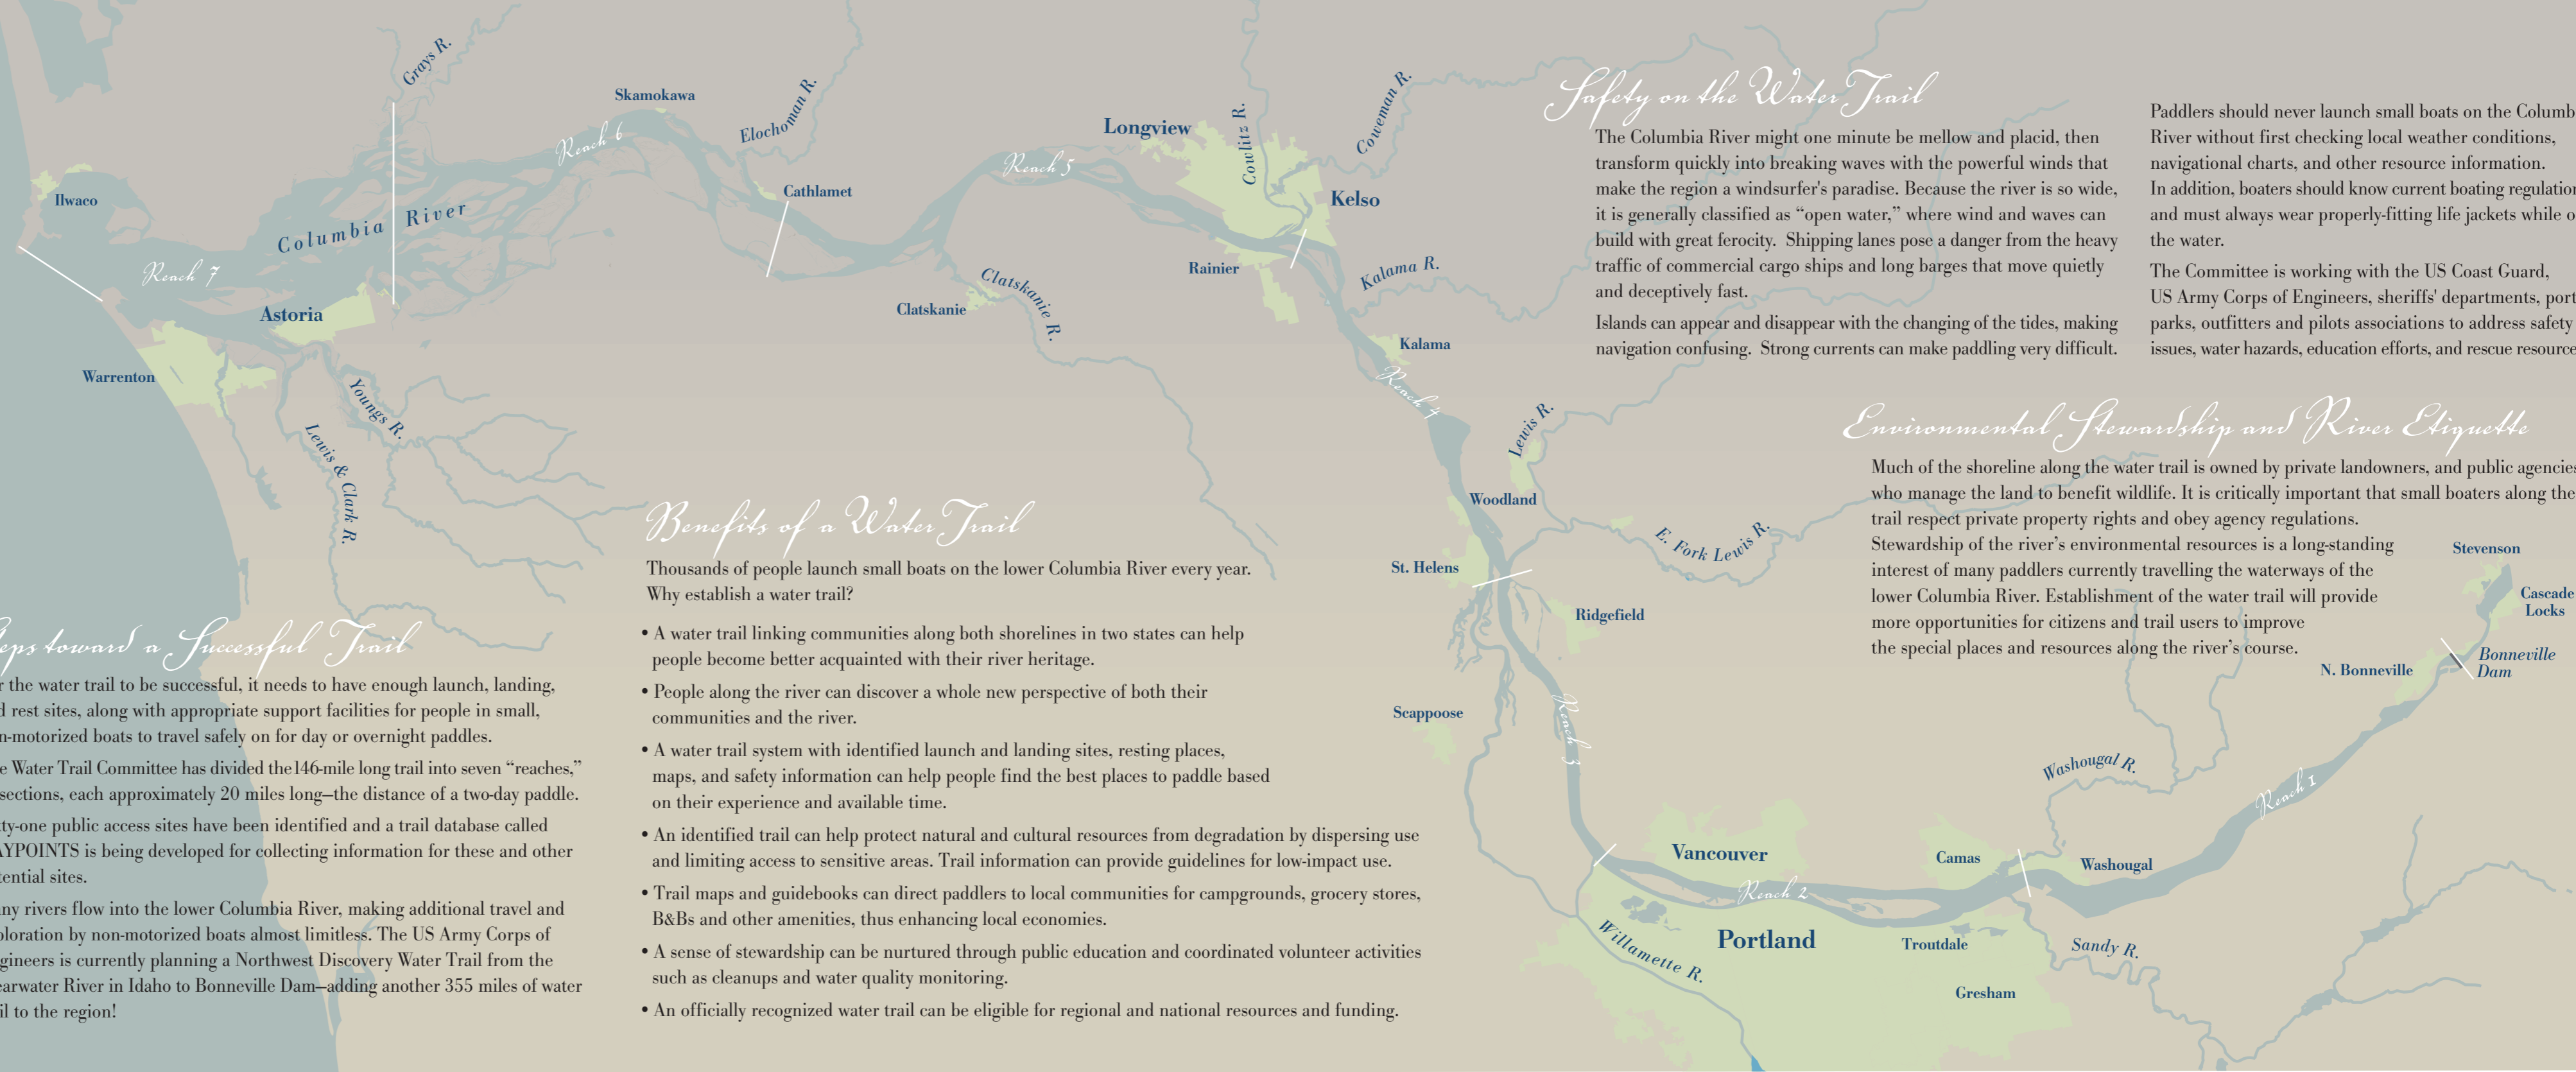 Grays R.
Skamokawa
Reach 6
Elochoman R.
Longview
Reach 5
Cowlitz R.
Coweman R.
Kelso
Cathlamet
Ilwaco
Columbia River
Reach 7
Astoria
Warrenton
Youngs R.
Lewis & Clark R.
Clatskanie
Clatskanie R.
Rainier
Kalama R.
Kalama
Reach 4
Lewis R.
Woodland
E. Fork Lewis R.
St. Helens
Ridgefield
Scappoose
Reach 3
Vancouver
Reach 2
Portland
Willamette R.
Camas
Washougal
Washougal R.
Troutdale
Gresham
Sandy R.
Reach 1
N. Bonneville
Bonneville
Dam
Stevenson
Cascade
Locks
Safety on the Water Trail
The Columbia River might one minute be mellow and placid, then
transform quickly into breaking waves with the powerful winds that
make the region a windsurfer's paradise. Because the river is so wide,
it is generally classified as “open water,” where wind and waves can
build with great ferocity.  Shipping lanes pose a danger from the heavy
traffic of commercial cargo ships and long barges that move quietly
and deceptively fast.
Islands can appear and disappear with the changing of the tides, making
navigation confusing.  Strong currents can make paddling very difficult.
Paddlers should never launch small boats on the Columb
River without first checking local weather conditions,
navigational charts, and other resource information.
In addition, boaters should know current boating regulation
and must always wear properly-fitting life jackets while o
the water.
The Committee is working with the US Coast Guard,
US Army Corps of Engineers, sheriffs' departments, port
parks, outfitters and pilots associations to address safety
issues, water hazards, education efforts, and rescue resource
Environmental Stewardship and River Etiquette
Much of the shoreline along the water trail is owned by private landowners, and public agencies
who manage the land to benefit wildlife. It is critically important that small boaters along the
trail respect private property rights and obey agency regulations.
Stewardship of the river’s environmental resources is a long-standing
interest of many paddlers currently travelling the waterways of the
lower Columbia River. Establishment of the water trail will provide
more opportunities for citizens and trail users to improve
the special places and resources along the river’s course.
Benefits of a Water Trail
Thousands of people launch small boats on the lower Columbia River every year.
Why establish a water trail?
• A water trail linking communities along both shorelines in two states can help
people become better acquainted with their river heritage.
• People along the river can discover a whole new perspective of both their
communities and the river.
• A water trail system with identified launch and landing sites, resting places,
maps, and safety information can help people find the best places to paddle based
on their experience and available time.
• An identified trail can help protect natural and cultural resources from degradation by dispersing use
and limiting access to sensitive areas. Trail information can provide guidelines for low-impact use.
• Trail maps and guidebooks can direct paddlers to local communities for campgrounds, grocery stores,
B&Bs and other amenities, thus enhancing local economies.
• A sense of stewardship can be nurtured through public education and coordinated volunteer activities
such as cleanups and water quality monitoring.
• An officially recognized water trail can be eligible for regional and national resources and funding.
eps toward a Successful Trail
r the water trail to be successful, it needs to have enough launch, landing,
d rest sites, along with appropriate support facilities for people in small,
n-motorized boats to travel safely on for day or overnight paddles.
e Water Trail Committee has divided the146-mile long trail into seven “reaches,”
sections, each approximately 20 miles long—the distance of a two-day paddle.
ty-one public access sites have been identified and a trail database called
AYPOINTS is being developed for collecting information for these and other
tential sites.
ny rivers flow into the lower Columbia River, making additional travel and
ploration by non-motorized boats almost limitless. The US Army Corps of
gineers is currently planning a Northwest Discovery Water Trail from the
earwater River in Idaho to Bonneville Dam—adding another 355 miles of water
il to the region!